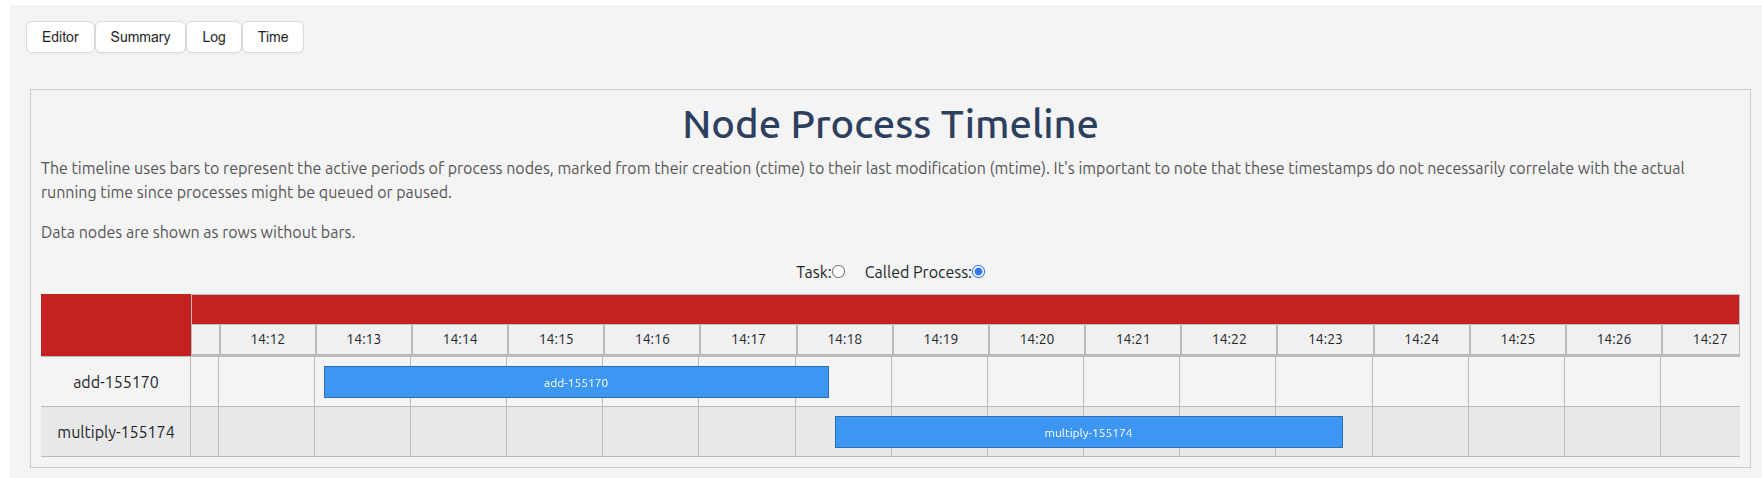 Editor Summary Log Time
Node Process Timeline
The timeline uses bars to represent the active periods of process nodes, marked from their creation (ctime) to their last modification (mtime). It's important to note that these timestamps do not necessarily correlate with the actual
running time since processes might be queued or paused.
Data nodes are shown as rows without bars.
Task: Called Process:
14:12 14:13 14:14 14:15 14:16 14:17 14:18 14:19 14:20 14:21 14:22 14:23 14:24 14:25 14:26 14:27
add-155170 add-155170
multiply-155174 multiply-155174